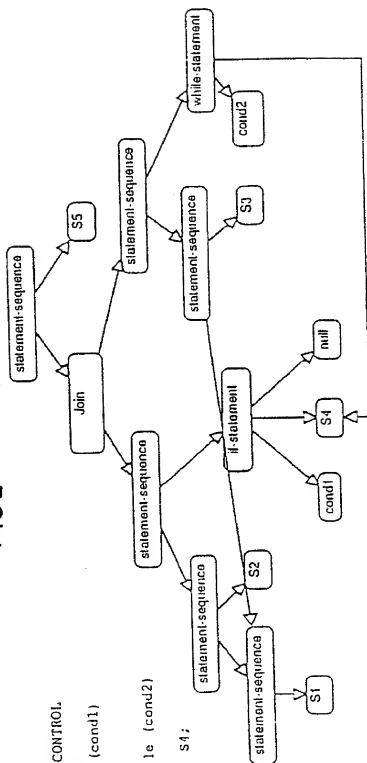 CONTROL
(cond1)
le (cond2)
S4;
statement-sequence
Join
S5
statement-sequence
statement-sequence
statement-sequence
if-statement
statement-sequence
while-statement
statement-sequence
S2
cond1
S4
null
S3
cond2
S1